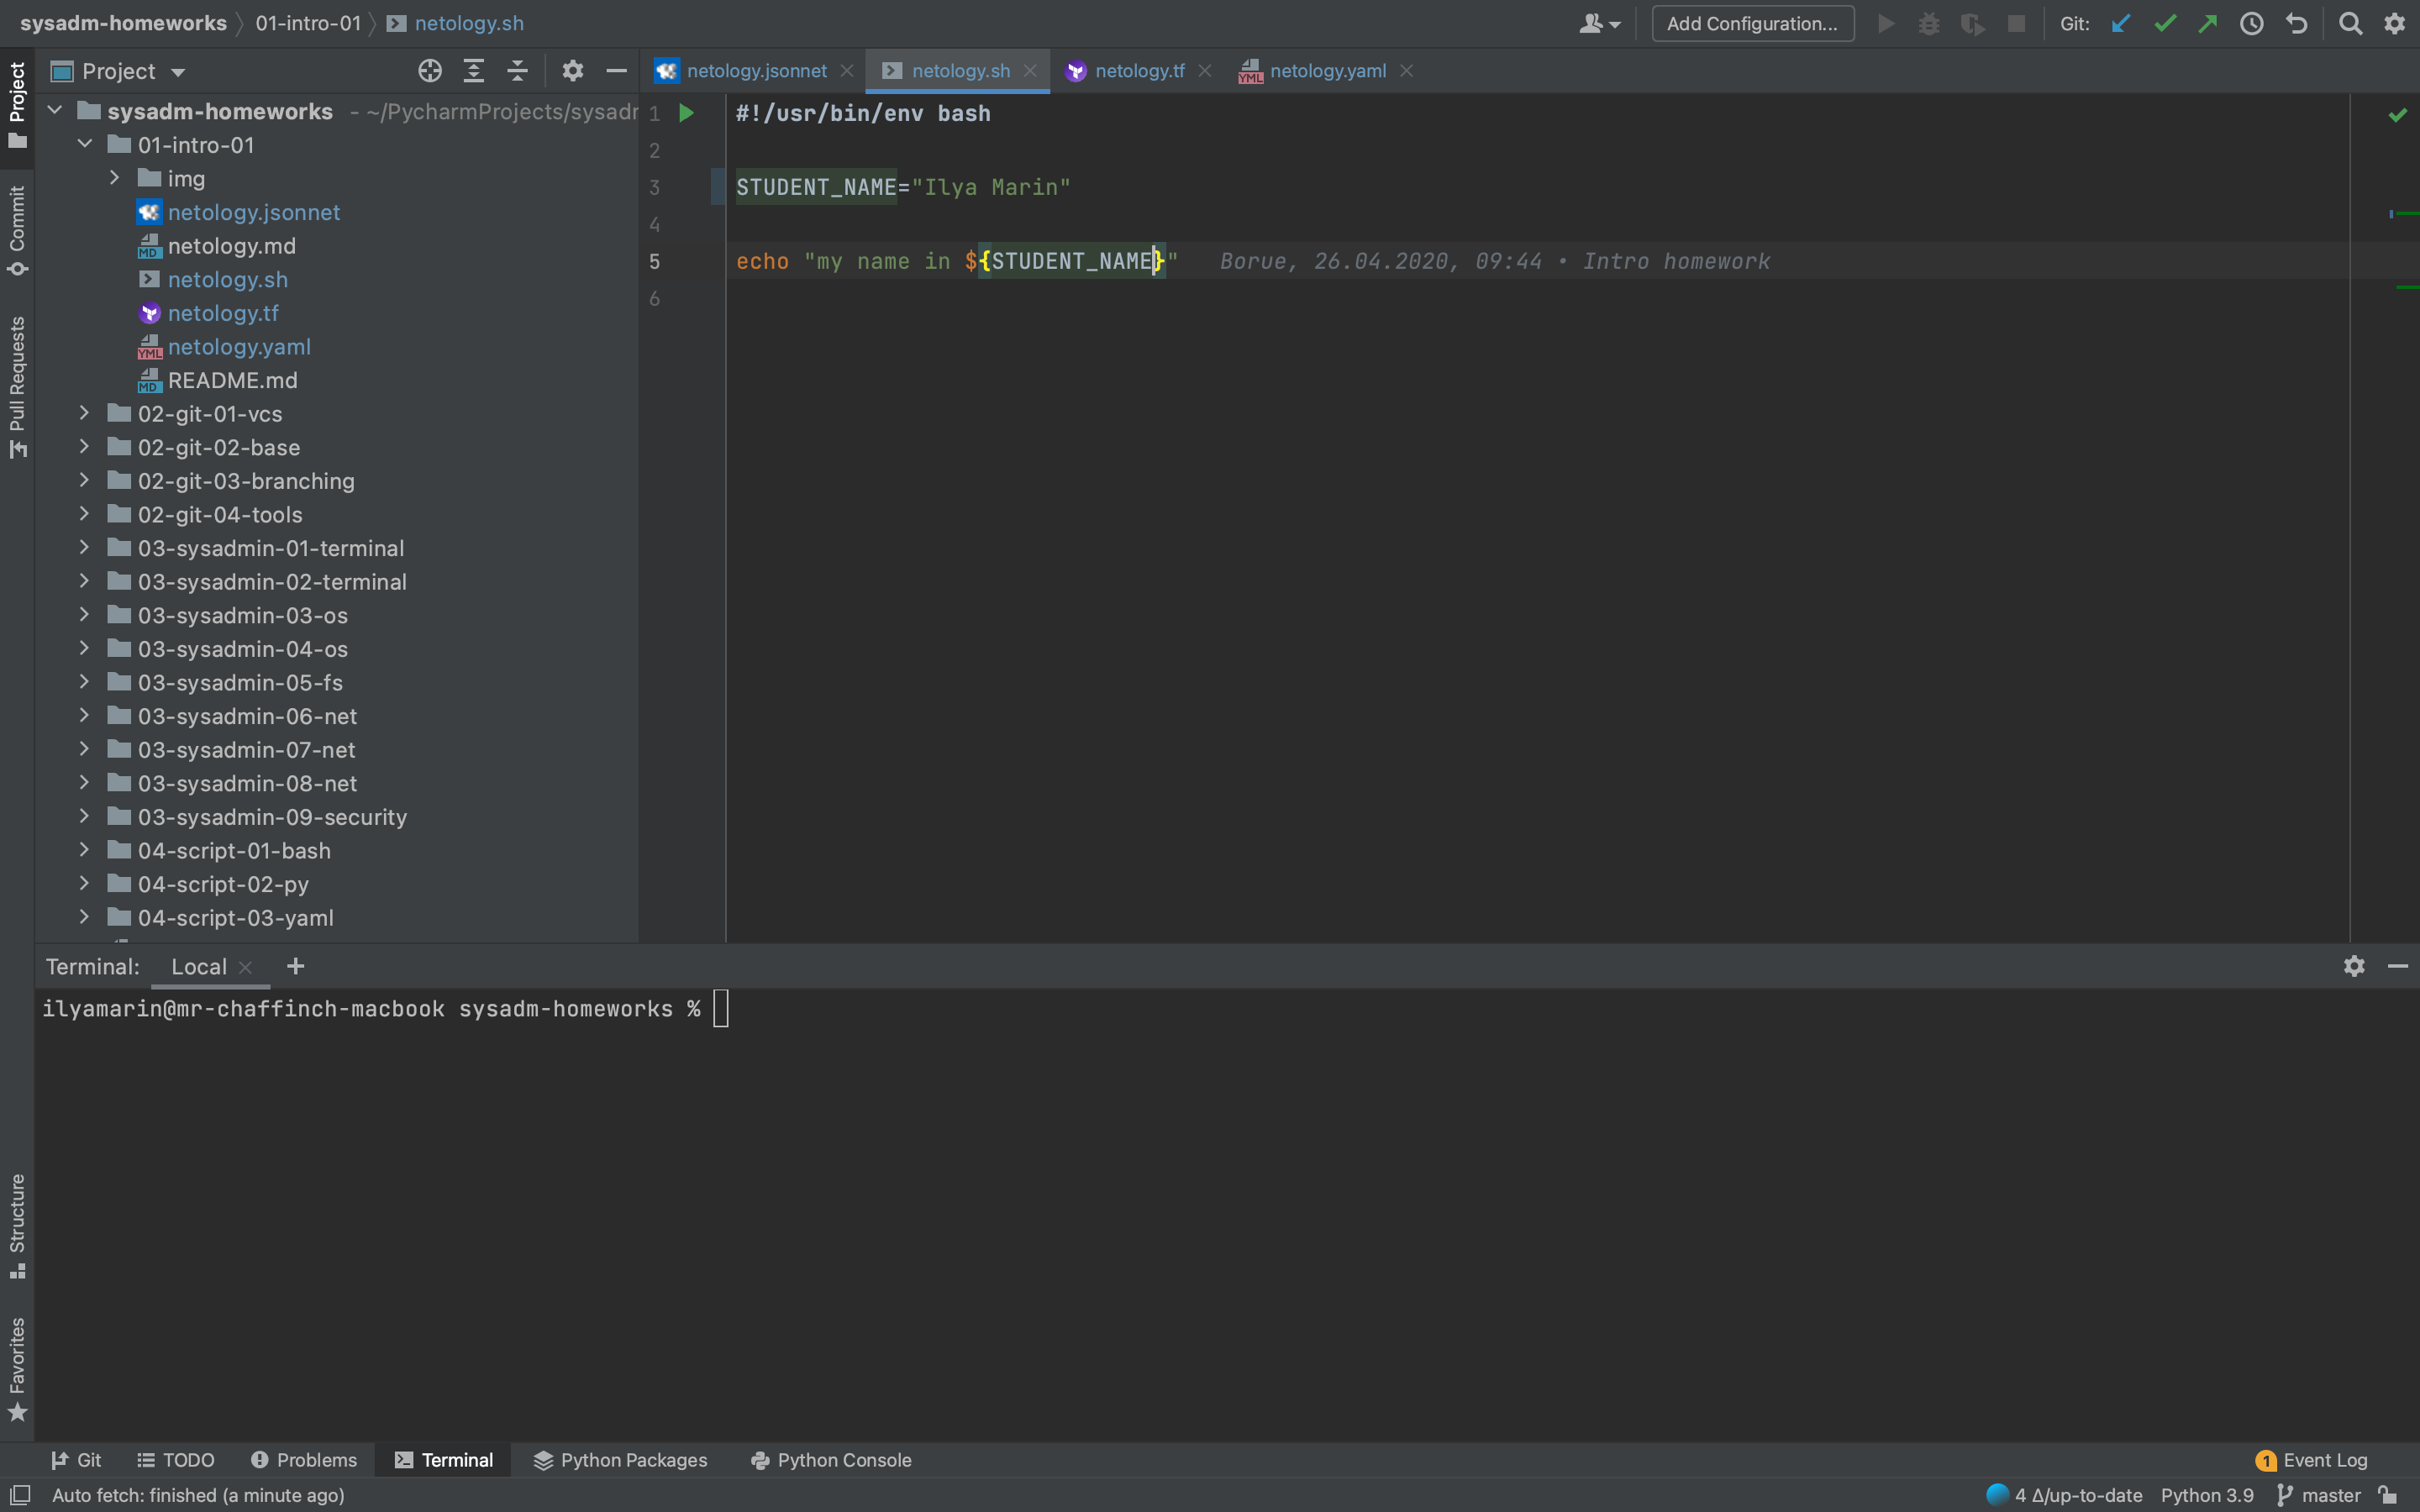 sysadm-homeworks 01-intro-01 netology.sh
Add Configuration...
Git:
Project
netology.jsonnet
netology.sh
netology.tf
netology.yaml
Project
Commit
Pull Requests
sysadm-homeworks - ~/PycharmProjects/sysadm
01-intro-01
img
netology.jsonnet
netology.md
netology.sh
netology.tf
netology.yaml
README.md
02-git-01-vcs
02-git-02-base
02-git-03-branching
02-git-04-tools
03-sysadmin-01-terminal
03-sysadmin-02-terminal
03-sysadmin-03-os
03-sysadmin-04-os
03-sysadmin-05-fs
03-sysadmin-06-net
03-sysadmin-07-net
03-sysadmin-08-net
03-sysadmin-09-security
04-script-01-bash
04-script-02-py
04-script-03-yaml
1 #!/usr/bin/env bash
2
3 STUDENT_NAME="Ilya Marin"
4
5 echo "my name in ${STUDENT_NAME}" Borue, 26.04.2020, 09:44 • Intro homework
6
Terminal: Local +
ilyamarin@mr-chaffinch-macbook sysadm-homeworks %
Structure
Favorites
Git
TODO
Problems
Terminal
Python Packages
Python Console
1 Event Log
Auto fetch: finished (a minute ago)
4 Δ/up-to-date
Python 3.9
master